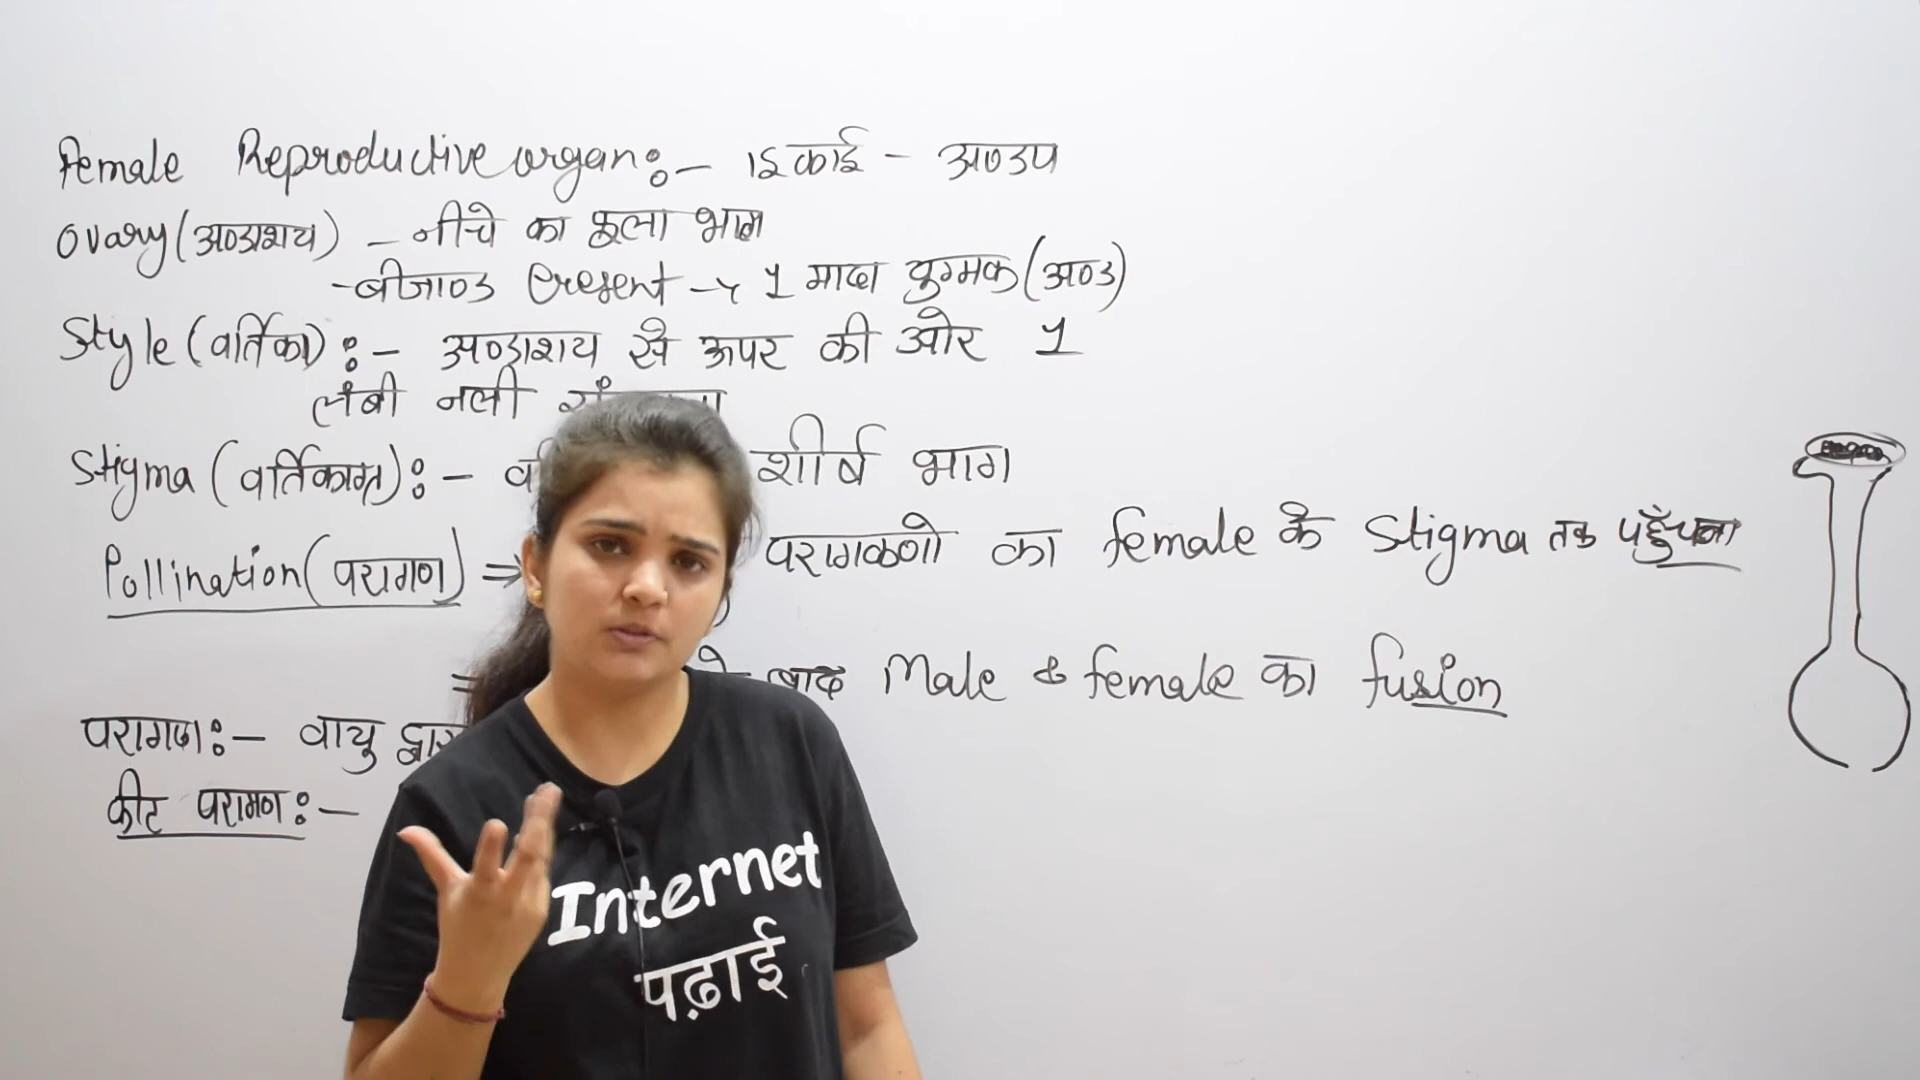 Female Reproductive organ:- इकाई - अण्डप
Ovary(अण्डाशय) - नीचे का फूला भाग
-बीजाण्ड Present → 1 मादा युग्मक(अण्ड)
Style(वर्तिका):- अण्डाशय से ऊपर की ओर 1
लंबी नली
Stigma(वर्तिकाग्र):- शीर्ष भाग
Pollination(परागण) ⇒ परागकणो का female के Stigma तक पहुँचना
बाद Male & female का fusion
परागण:- वायु
कीट परागण:-
Internet
पढ़ाई